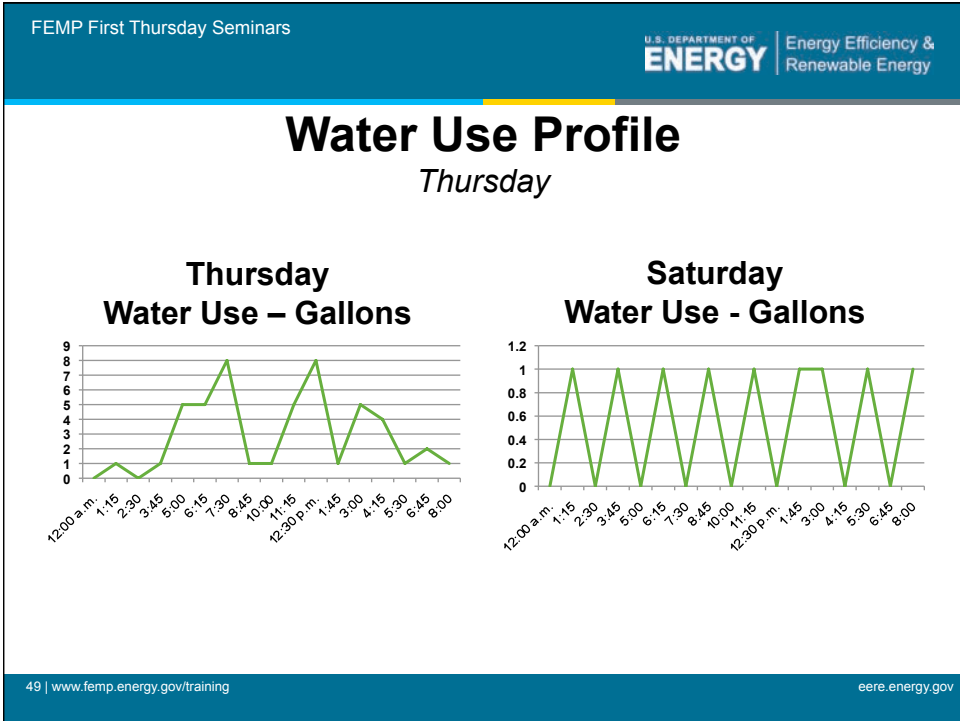 FEMP First Thursday Seminars
U.S. DEPARTMENT OF
ENERGY
Energy Efficiency &
Renewable Energy
Water Use Profile
Thursday
Thursday
Water Use – Gallons
9
8
7
6
5
4
3
2
1
0
12:00 a.m.
1:15
2:30
3:45
5:00
6:15
7:30
8:45
10:00
11:15
12:30 p.m.
1:45
3:00
4:15
5:30
6:45
8:00
Saturday
Water Use - Gallons
1.2
1
0.8
0.6
0.4
0.2
0
12:00 a.m.
1:15
2:30
3:45
5:00
6:15
7:30
8:45
10:00
11:15
12:30 p.m.
1:45
3:00
4:15
5:30
6:45
8:00
49 | www.femp.energy.gov/training
eere.energy.gov